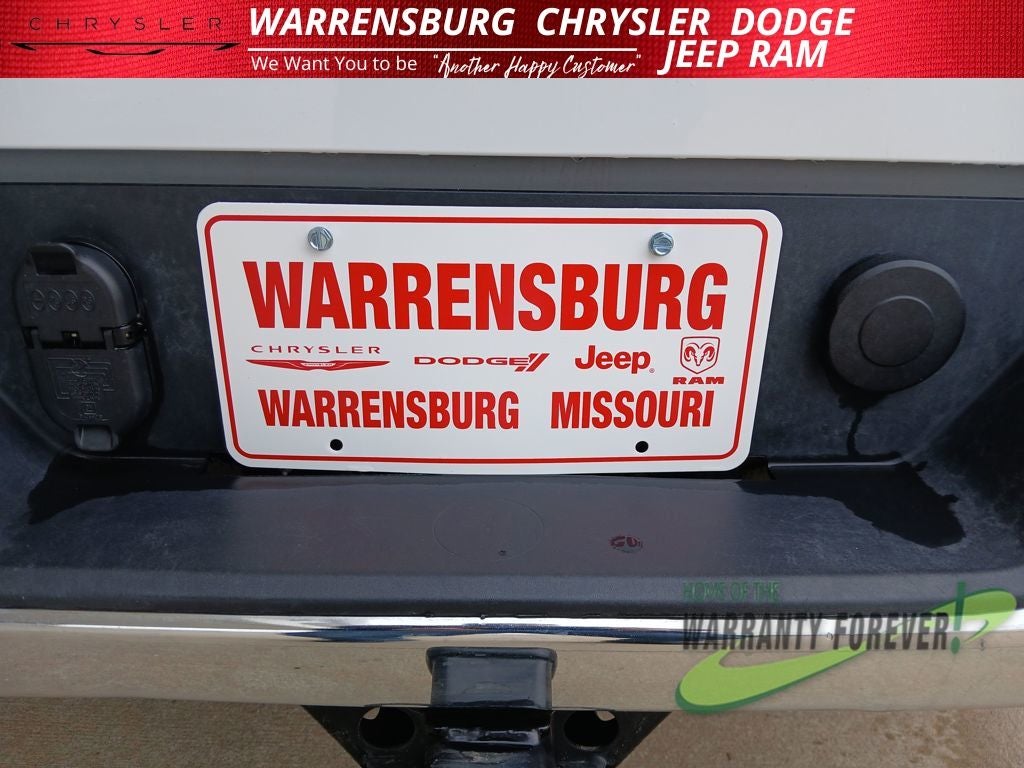 CHRYSLER
WARRENSBURG CHRYSLER DODGE
JEEP RAM
We Want You to be "Another Happy Customer"
WARRENSBURG
CHRYSLER
DODGE//
Jeep®
RAM
WARRENSBURG MISSOURI
HOME OF THE
WARRANTY FOREVER!